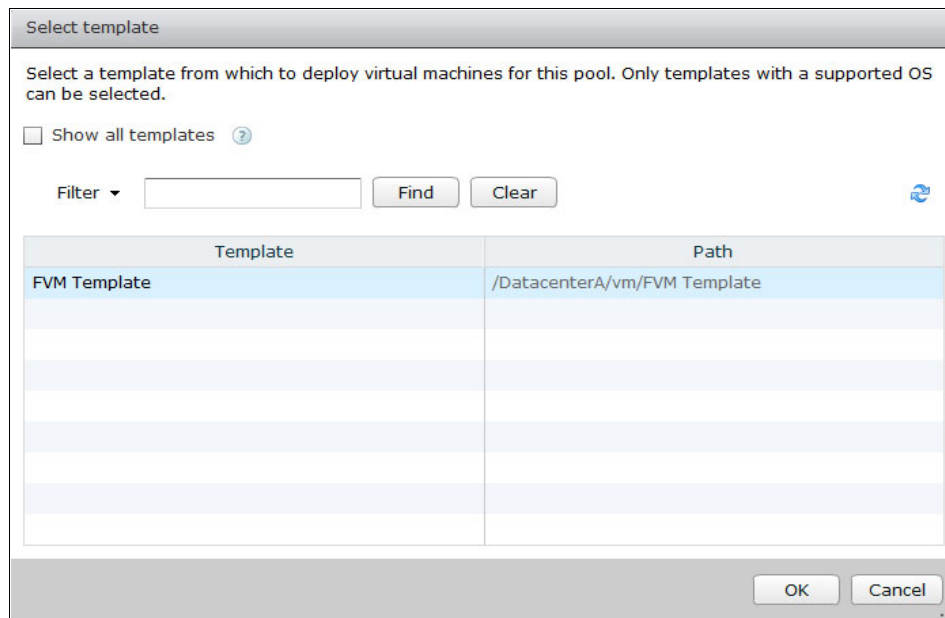 Select template
Select a template from which to deploy virtual machines for this pool. Only templates with a supported OS
can be selected.
Show all templates ?
Filter Find Clear
Template Path
FVM Template /DatacenterA/vm/FVM Template
OK Cancel